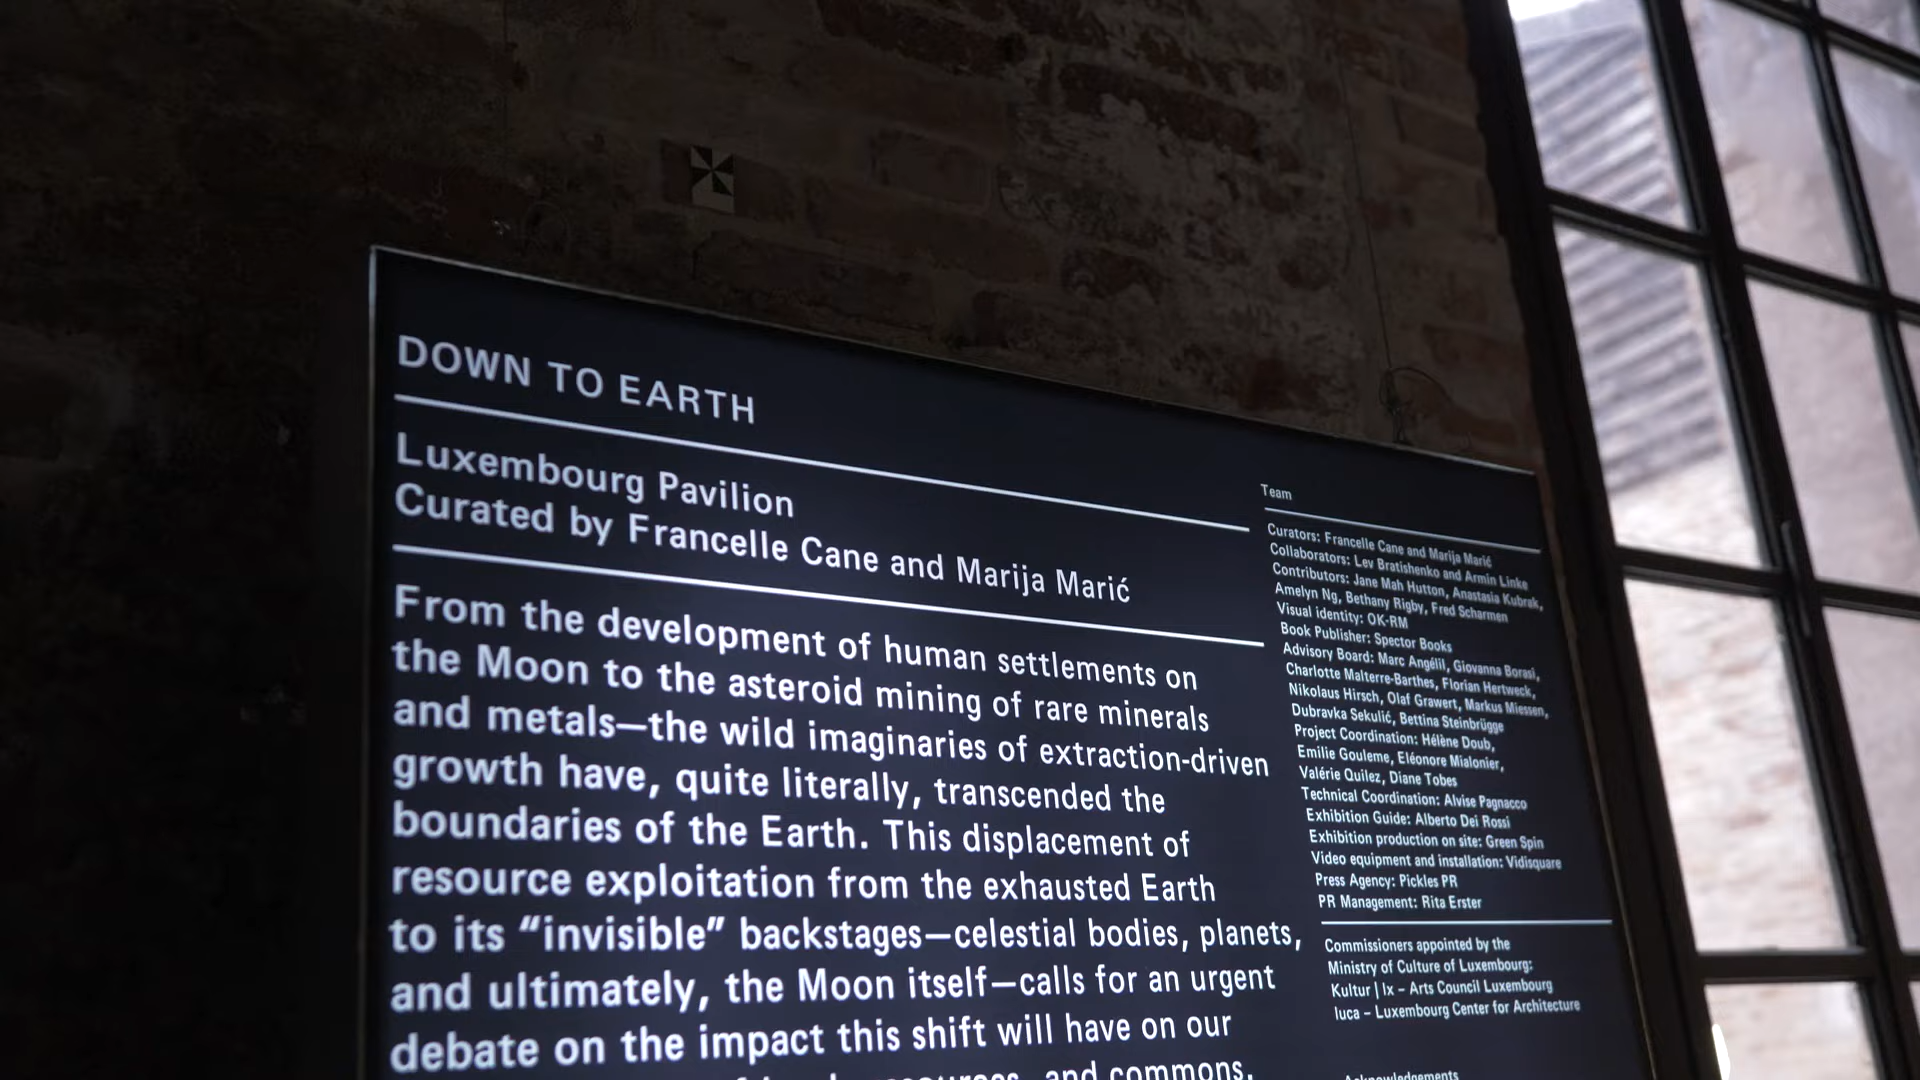 DOWN TO EARTH
Luxembourg Pavilion
Curated by Francelle Cane and Marija Marić
From the development of human settlements on
the Moon to the asteroid mining of rare minerals
and metals—the wild imaginaries of extraction-driven
growth have, quite literally, transcended the
boundaries of the Earth. This displacement of
resource exploitation from the exhausted Earth
to its “invisible” backstages—celestial bodies, planets,
and ultimately, the Moon itself—calls for an urgent
debate on the impact this shift will have on our
and commons.
Team
Curators: Francelle Cane and Marija Marić
Collaborators: Lev Bratishenko and Armin Linke
Contributors: Jane Mah Hutton, Anastasia Kubrak,
Amelyn Ng, Bethany Rigby, Fred Scharmen
Visual identity: OK-RM
Book Publisher: Spector Books
Advisory Board: Marc Angélil, Giovanna Borasi,
Charlotte Malterre-Barthes, Florian Hertweck,
Nikolaus Hirsch, Olaf Grawert, Markus Miessen,
Dubravka Sekulić, Bettina Steinbrügge
Project Coordination: Hélène Doub,
Emilie Gouleme, Eléonore Mialonier,
Valérie Quilez, Diane Tobes
Technical Coordination: Alvise Pagnacco
Exhibition Guide: Alberto Dei Rossi
Exhibition production on site: Green Spin
Video equipment and installation: Vidisquare
Press Agency: Pickles PR
PR Management: Rita Erster
Commissioners appointed by the
Ministry of Culture of Luxembourg:
Kultur | lx – Arts Council Luxembourg
luca – Luxembourg Center for Architecture
Acknowledgements